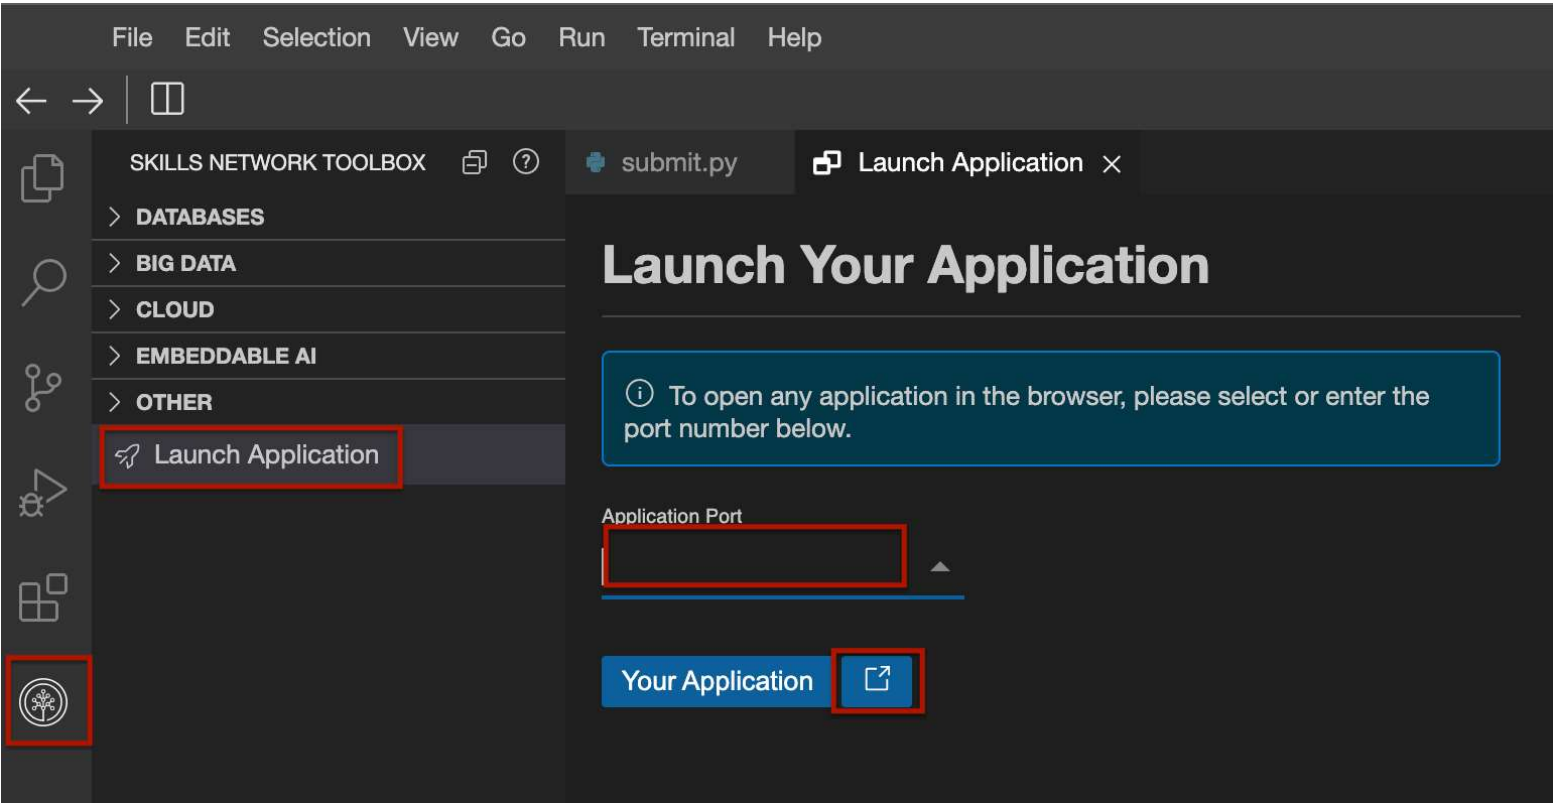 File Edit Selection View Go Run Terminal Help
SKILLS NETWORK TOOLBOX
submit.py
Launch Application
DATABASES
BIG DATA
CLOUD
EMBEDDABLE AI
OTHER
Launch Application
Launch Your Application
To open any application in the browser, please select or enter the
port number below.
Application Port
Your Application